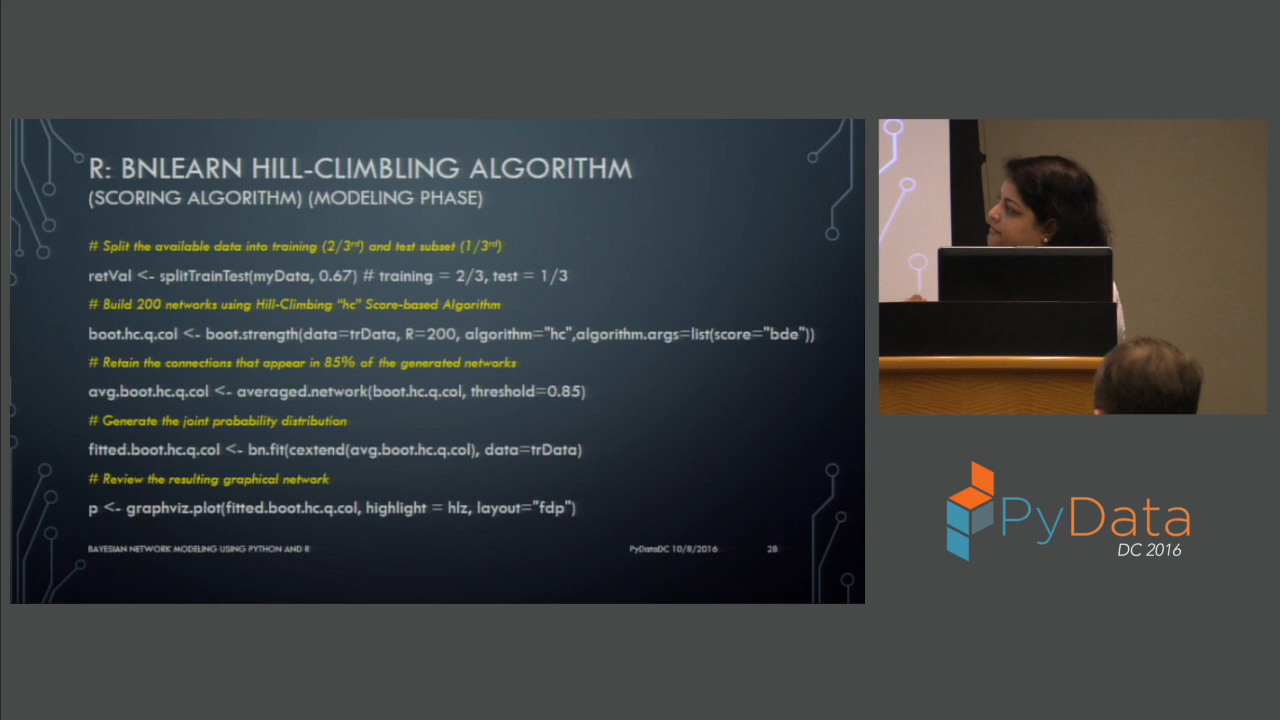 R: BNLEARN HILL-CLIMBLING ALGORITHM
(SCORING ALGORITHM) (MODELING PHASE)
# Split the available data into training (2/3rd) and test subset (1/3rd)
retVal <- splitTrainTest(myData, 0.67) # training = 2/3, test = 1/3
# Build 200 networks using Hill-Climbing "hc" Score-based Algorithm
boot.hc.q.col <- boot.strength(data=trData, R=200, algorithm="hc",algorithm.args=list(score="bde"))
# Retain the connections that appear in 85% of the generated networks
avg.boot.hc.q.col <- averaged.network(boot.hc.q.col, threshold=0.85)
# Generate the joint probability distribution
fitted.boot.hc.q.col <- bn.fit(cextend(avg.boot.hc.q.col), data=trData)
# Review the resulting graphical network
p <- graphviz.plot(fitted.boot.hc.q.col, highlight = hlz, layout="fdp")
BAYESIAN NETWORK MODELING USING PYTHON AND R
PyDataDC 10/8/2016
28
PyData
DC 2016